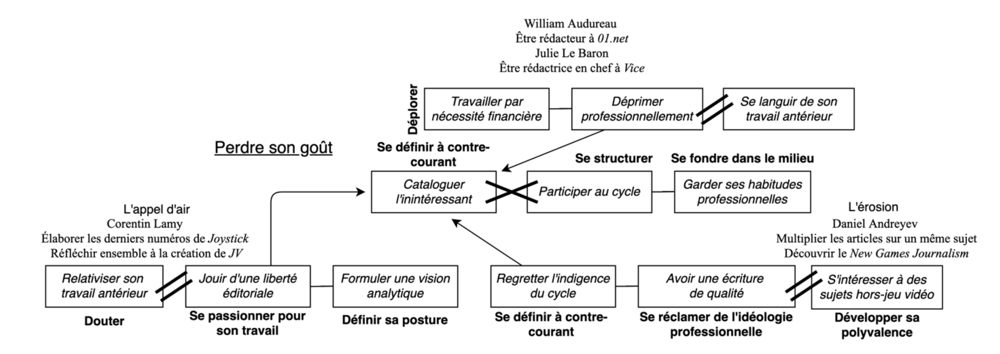 William Audureau
Être rédacteur à 01.net
Julie Le Baron
Être rédactrice en chef à Vice
Déplorer
Travailler par
nécessité financière
Déprimer
professionnellement
Se languir de son
travail antérieur
Perdre son goût
Se définir à contre-
courant
Se structurer
Se fondre dans le milieu
Cataloguer
l'inintéressant
Participer au cycle
Garder ses habitudes
professionnelles
L'appel d'air
Corentin Lamy
Élaborer les derniers numéros de Joystick
Réfléchir ensemble à la création de JV
L'érosion
Daniel Andreyev
Multiplier les articles sur un même sujet
Découvrir le New Games Journalism
Relativiser son
travail antérieur
Jouir d'une liberté
éditoriale
Formuler une vision
analytique
Regretter l'indigence
du cycle
Avoir une écriture
de qualité
S'intéresser à des
sujets hors-jeu vidéo
Douter
Se passionner pour
son travail
Définir sa posture
Se définir à contre-
courant
Se réclamer de l'idéologie
professionnelle
Développer sa
polyvalence